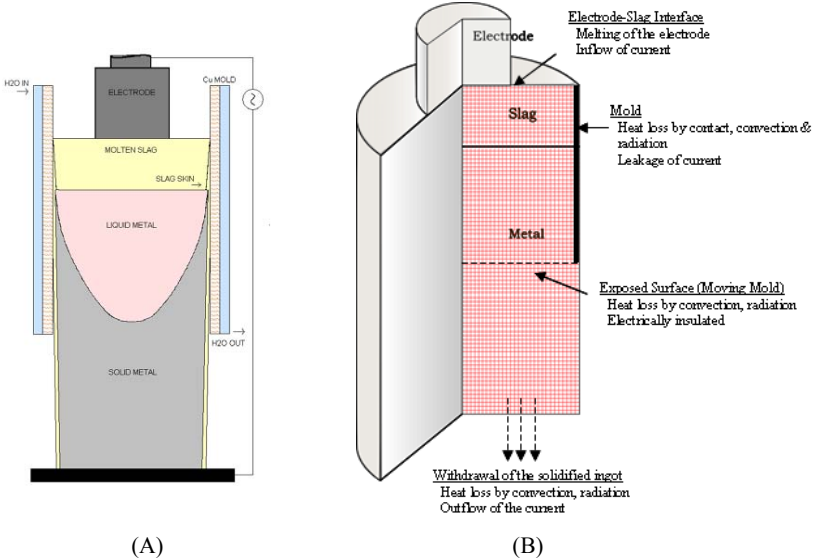 H2O IN
Cu MOLD
ELECTRODE
MOLTEN SLAG
SLAG SKIN
LIQUID METAL
H2O OUT
SOLID METAL
(A)
Electrode-Slag Interface
Melting of the electrode
Inflow of current
Electrode
Slag
Mold
Heat loss by contact, convection &
radiation
Leakage of current
Metal
Exposed Surface (Moving Mold)
Heat loss by convection, radiation
Electrically insulated
Withdrawal of the solidified ingot
Heat loss by convection, radiation
Outflow of the current
(B)